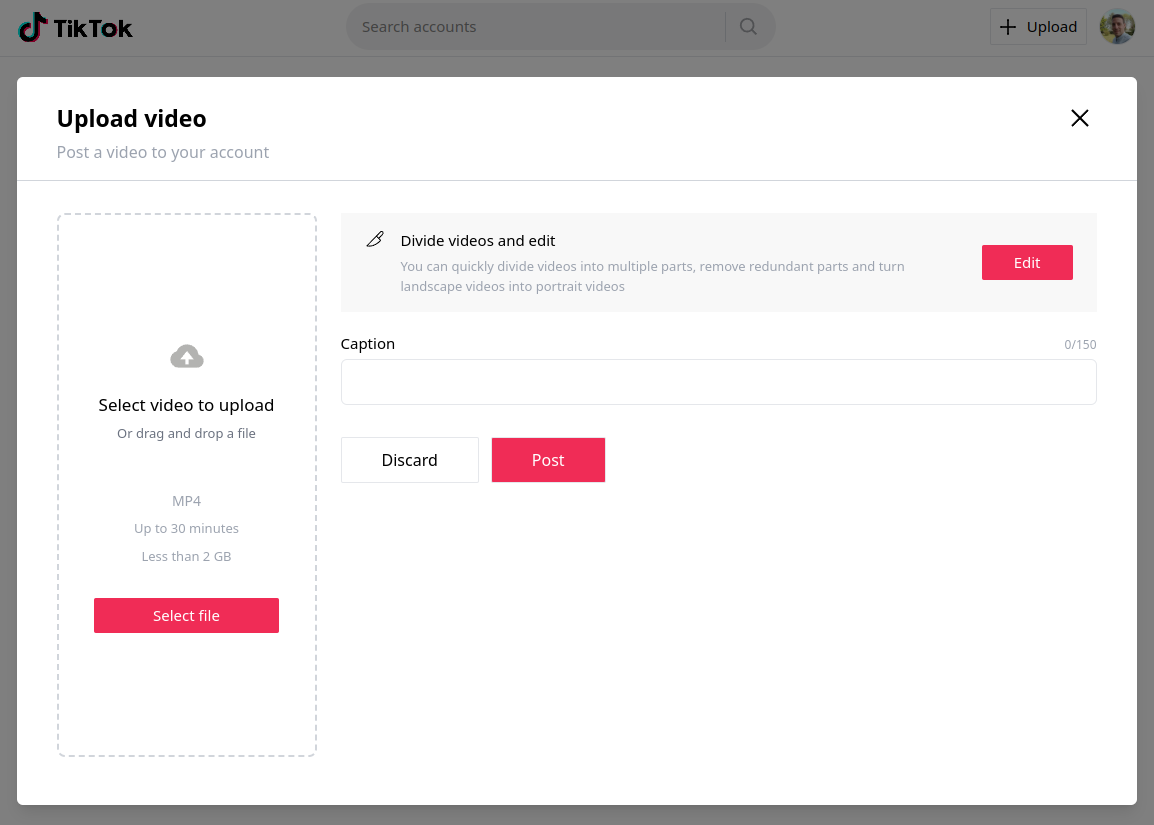 TikTok
Search accounts
Upload
Upload video
Post a video to your account
Select video to upload
Or drag and drop a file
MP4
Up to 30 minutes
Less than 2 GB
Select file
Divide videos and edit
You can quickly divide videos into multiple parts, remove redundant parts and turn
landscape videos into portrait videos
Edit
Caption
0/150
Discard
Post